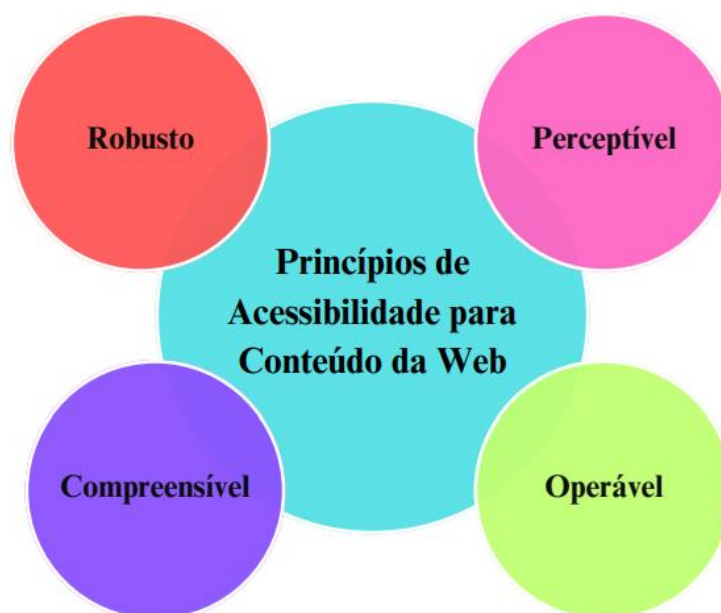 Robusto
Perceptível
Princípios de
Acessibilidade para
Conteúdo da Web
Compreensível
Operável